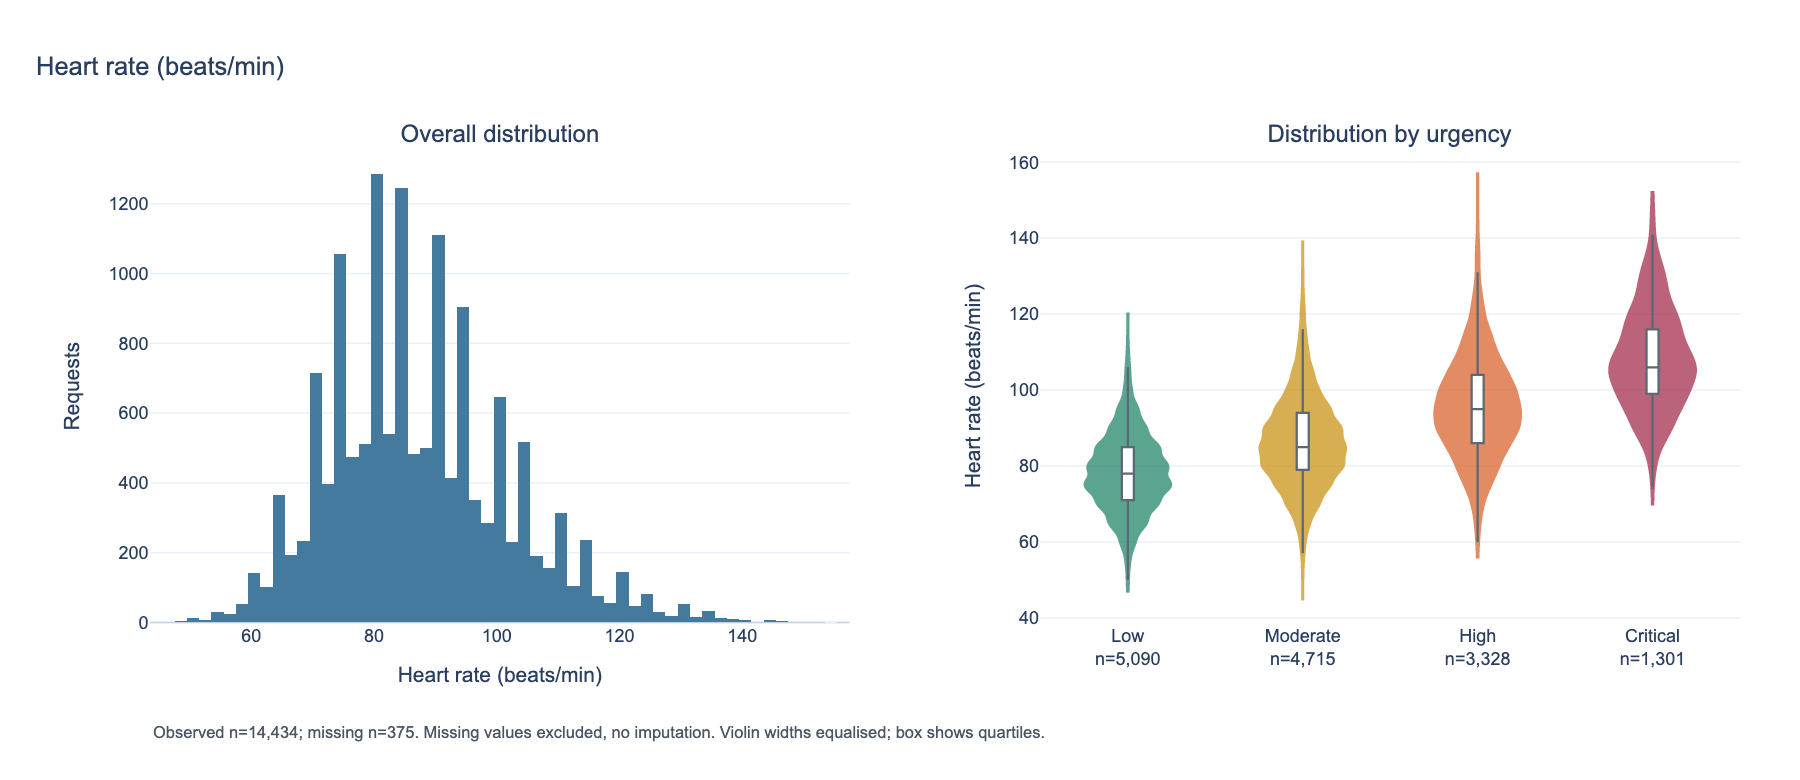 Heart rate (beats/min)
Overall distribution
1200
1000
800
600
400
200
0
Requests
60 80 100 120 140
Heart rate (beats/min)
Distribution by urgency
160
140
120
100
80
60
40
Heart rate (beats/min)
Low Moderate High Critical
n=5,090 n=4,715 n=3,328 n=1,301
Observed n=14,434; missing n=375. Missing values excluded, no imputation. Violin widths equalised; box shows quartiles.